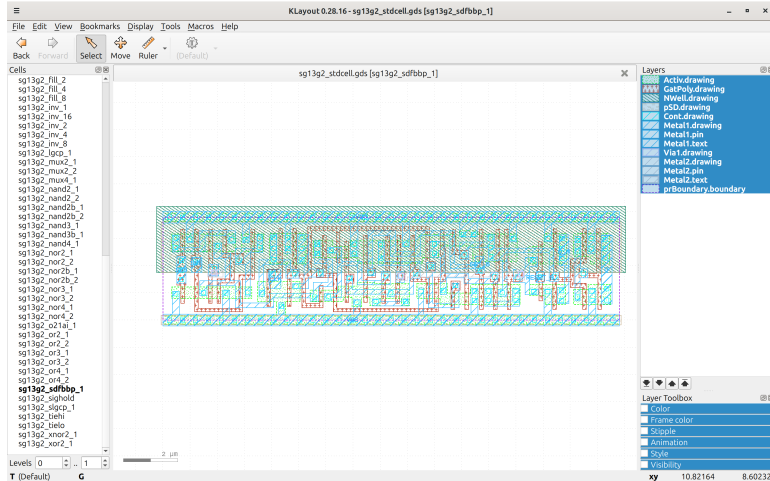 KLayout 0.28.16 - sg13g2_stdcell.gds [sg13g2_sdfbbp_1]
File Edit View Bookmarks Display Tools Macros Help
Back Forward Select Move Ruler (Default)
Cells
sg13g2_fill_2
sg13g2_fill_4
sg13g2_fill_8
sg13g2_inv_1
sg13g2_inv_16
sg13g2_inv_2
sg13g2_inv_4
sg13g2_inv_8
sg13g2_lgcp_1
sg13g2_mux2_1
sg13g2_mux2_2
sg13g2_mux4_1
sg13g2_nand2_1
sg13g2_nand2_2
sg13g2_nand2b_1
sg13g2_nand2b_2
sg13g2_nand3_1
sg13g2_nand3b_1
sg13g2_nand4_1
sg13g2_nor2_1
sg13g2_nor2_2
sg13g2_nor2b_1
sg13g2_nor2b_2
sg13g2_nor3_1
sg13g2_nor3_2
sg13g2_nor4_1
sg13g2_nor4_2
sg13g2_o21ai_1
sg13g2_or2_1
sg13g2_or2_2
sg13g2_or3_1
sg13g2_or3_2
sg13g2_or4_1
sg13g2_or4_2
sg13g2_sdfbbp_1
sg13g2_sighold
sg13g2_slgcp_1
sg13g2_tiehi
sg13g2_tielo
sg13g2_xnor2_1
sg13g2_xor2_1
Levels 0 .. 1
sg13g2_stdcell.gds [sg13g2_sdfbbp_1]
2 µm
Layers
Activ.drawing
GatPoly.drawing
NWell.drawing
pSD.drawing
Cont.drawing
Metal1.drawing
Metal1.pin
Metal1.text
Via1.drawing
Metal2.drawing
Metal2.pin
Metal2.text
prBoundary.boundary
Layer Toolbox
Color
Frame color
Stipple
Animation
Style
Visibility
T (Default) G xy 10.82164 8.60232